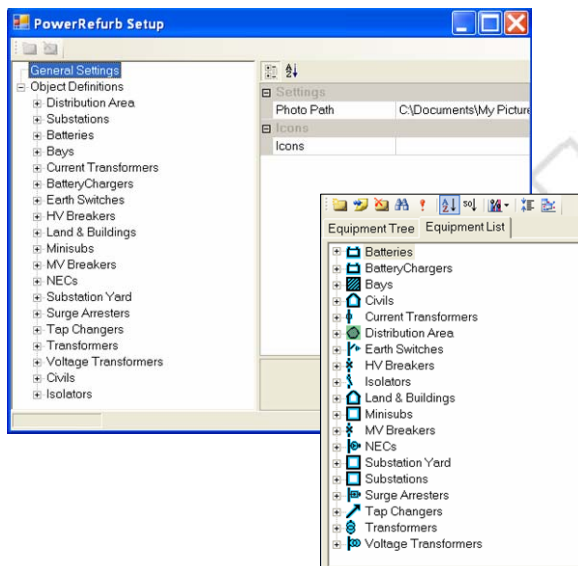 PowerRefurb Setup
General Settings
Object Definitions
Distribution Area
Substations
Batteries
Bays
Current Transformers
BatteryChargers
Earth Switches
HV Breakers
Land & Buildings
Minisubs
MV Breakers
NECs
Substation Yard
Surge Arresters
Tap Changers
Transformers
Voltage Transformers
Civils
Isolators
Settings
Photo Path C:\Documents\My Picture
Icons
Icons
Equipment Tree Equipment List
Batteries
BatteryChargers
Bays
Civils
Current Transformers
Distribution Area
Earth Switches
HV Breakers
Isolators
Land & Buildings
Minisubs
MV Breakers
NECs
Substation Yard
Substations
Surge Arresters
Tap Changers
Transformers
Voltage Transformers